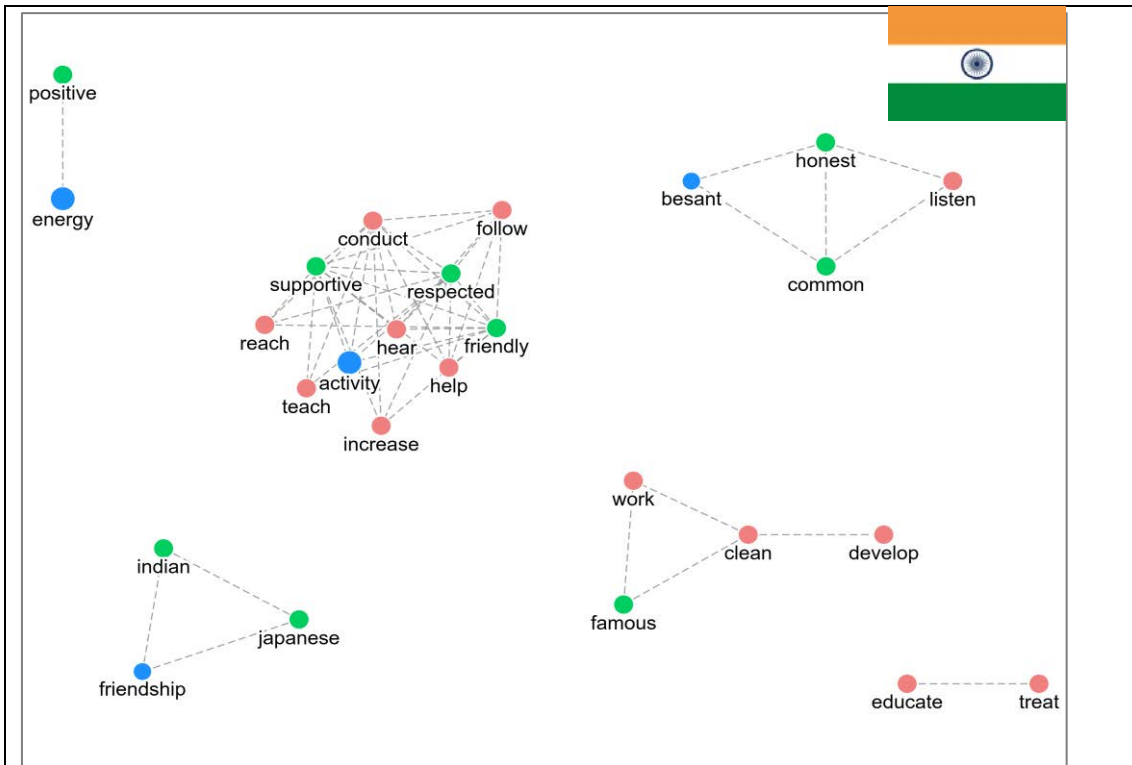 positive
energy
honest
besant
listen
common
follow
conduct
supportive
respected
reach
hear
friendly
activity
help
teach
increase
work
clean
develop
famous
indian
japanese
friendship
educate
treat